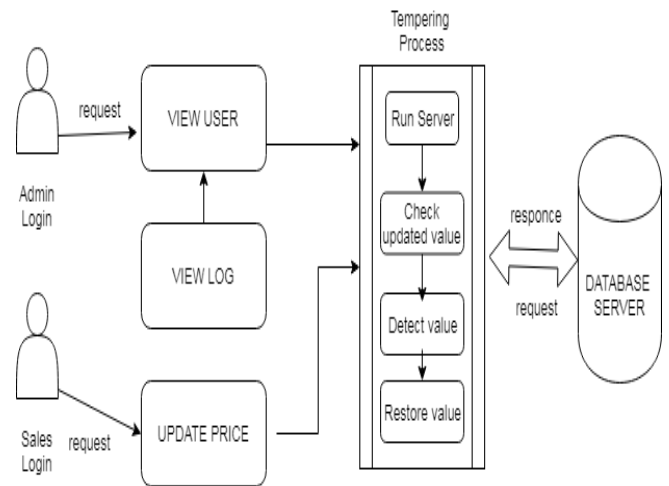 Tempering
Process
request
VIEW USER
Run Server
Admin
Login
Check
updated value
responce
VIEW LOG
request
DATABASE
SERVER
Detect value
Sales
Login
request
UPDATE PRICE
Restore value